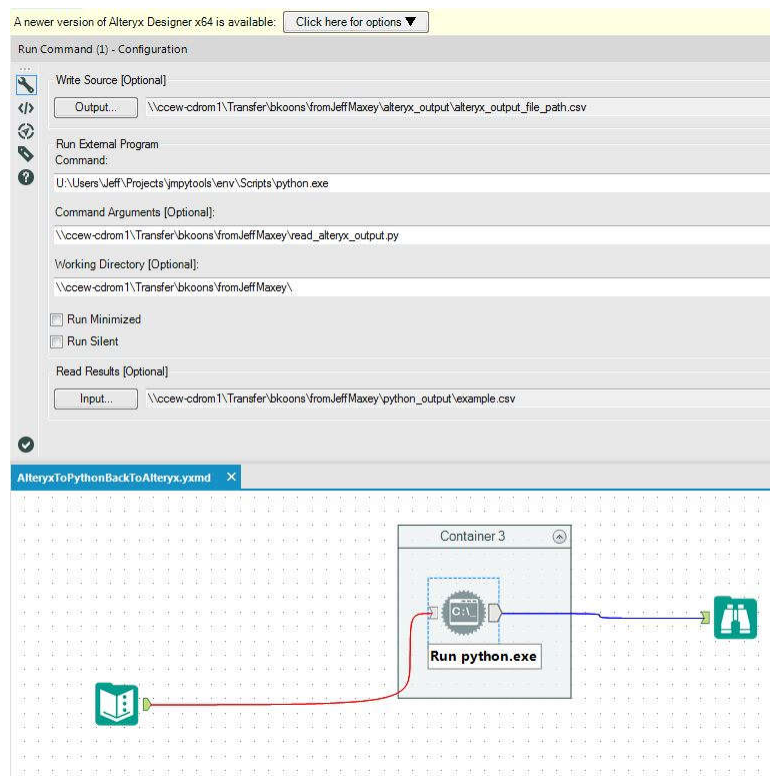 A newer version of Alteryx Designer x64 is available: Click here for options ▼
Run Command (1) - Configuration
Write Source [Optional]
Output... \\ccew-cdrom1\Transfer\bkoons\fromJeffMaxey\alteryx_output\alteryx_output_file_path.csv
Run External Program
Command:
U:\Users\Jeff\Projects\jmpytools\env\Scripts\python.exe
Command Arguments [Optional]:
\\ccew-cdrom1\Transfer\bkoons\fromJeffMaxey\read_alteryx_output.py
Working Directory [Optional]:
\\ccew-cdrom1\Transfer\bkoons\fromJeffMaxey\
Run Minimized
Run Silent
Read Results [Optional]
Input... \\ccew-cdrom1\Transfer\bkoons\fromJeffMaxey\python_output\example.csv
AlteryxToPythonBackToAlteryx.yxmd ✕
Container 3
C:\_
Run python.exe